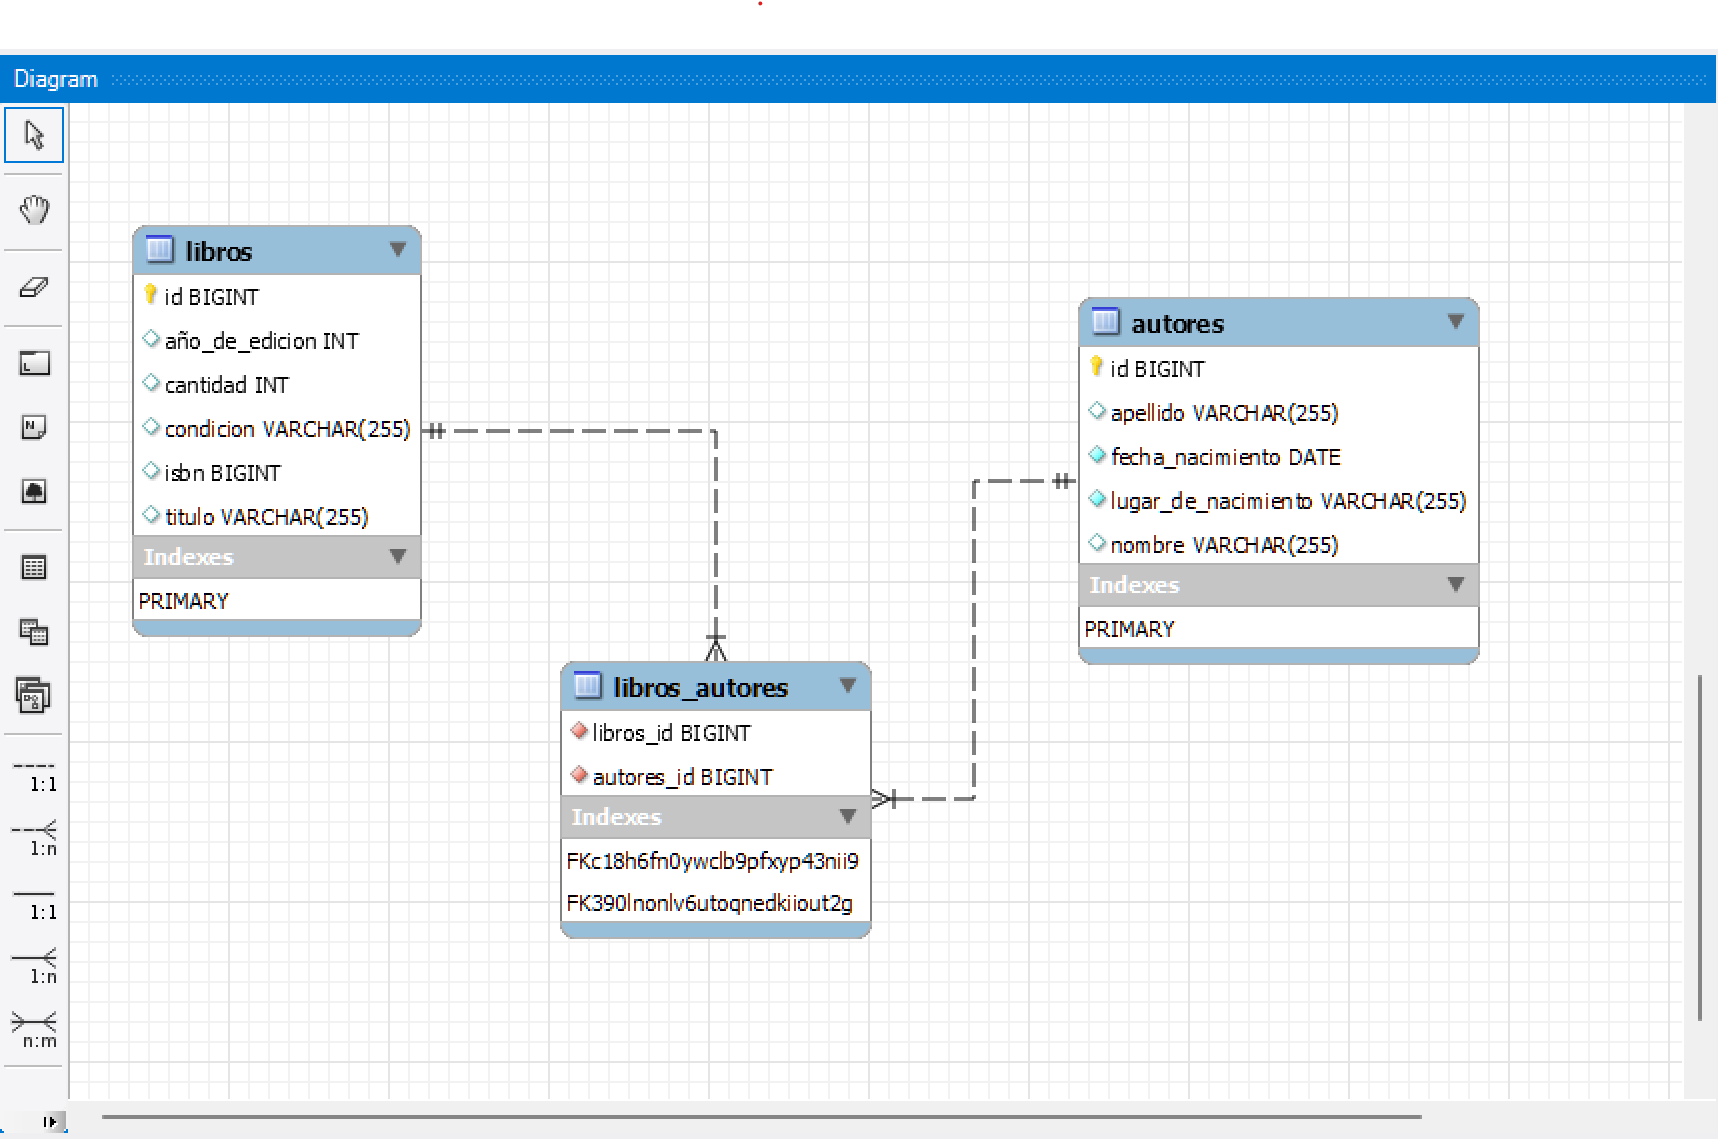 Diagram
libros
id BIGINT
año_de_edicion INT
cantidad INT
condicion VARCHAR(255)
isbn BIGINT
titulo VARCHAR(255)
Indexes
PRIMARY
autores
id BIGINT
apellido VARCHAR(255)
fecha_nacimiento DATE
lugar_de_nacimiento VARCHAR(255)
nombre VARCHAR(255)
Indexes
PRIMARY
libros_autores
libros_id BIGINT
autores_id BIGINT
Indexes
FKc18h6fn0ywclb9pfxyp43nii9
FK390lnonlv6utoqnedkiiout2g
1:1
1:n
1:1
1:n
n:m